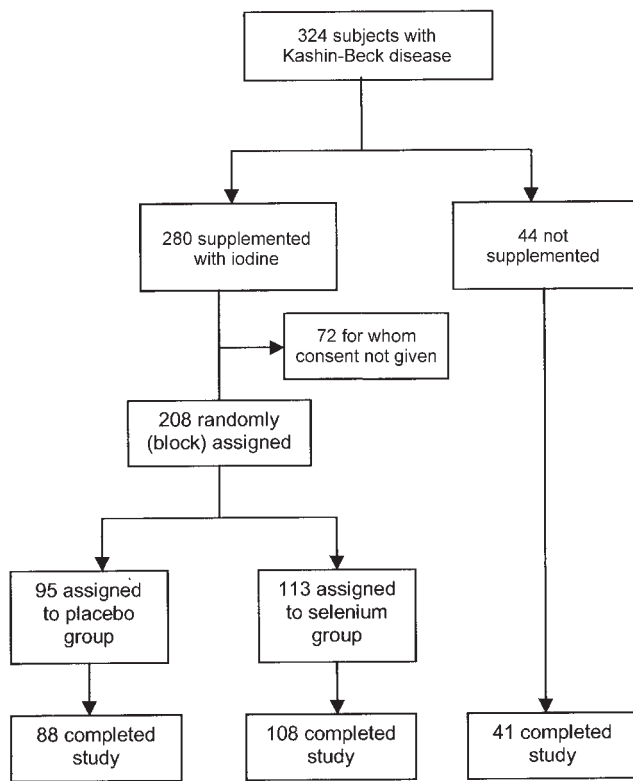 324 subjects with
Kashin-Beck disease
280 supplemented
with iodine
44 not
supplemented
72 for whom
consent not given
208 randomly
(block) assigned
95 assigned
to placebo
group
113 assigned
to selenium
group
88 completed
study
108 completed
study
41 completed
study